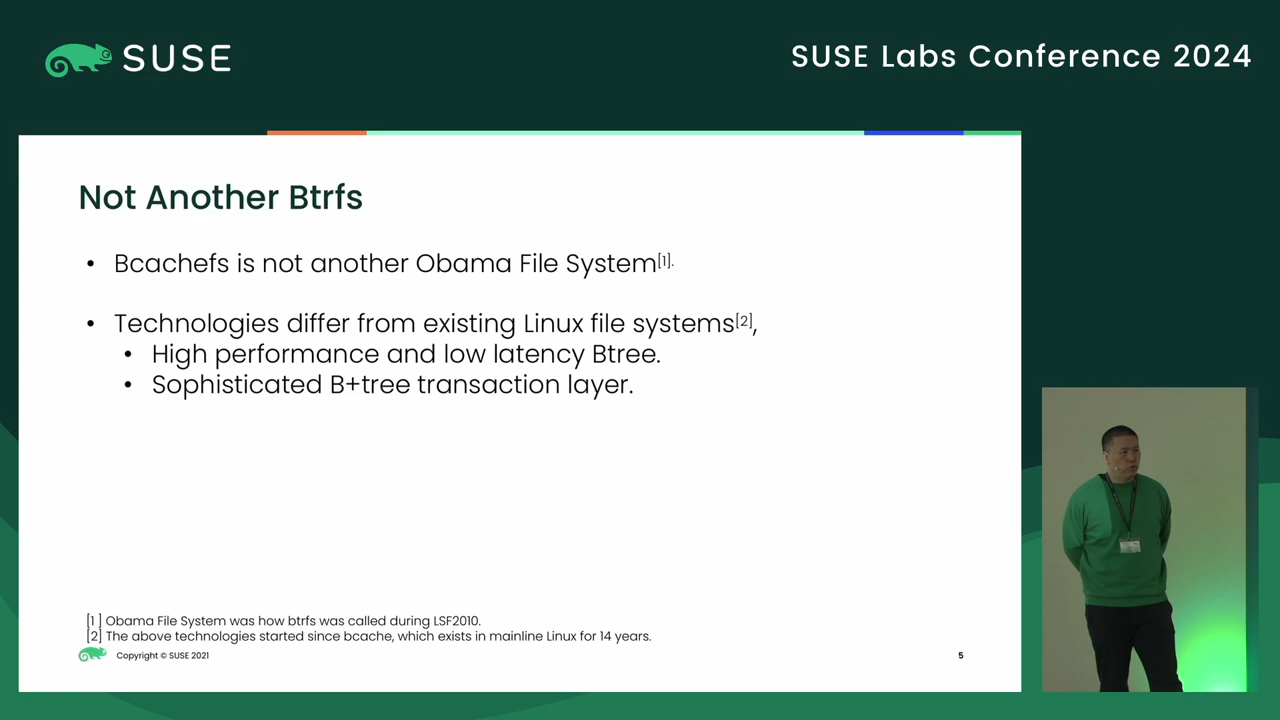 SUSE
SUSE Labs Conference 2024
Not Another Btrfs
• Bcachefs is not another Obama File System[1].
• Technologies differ from existing Linux file systems[2],
• High performance and low latency Btree.
• Sophisticated B+tree transaction layer.
[1 ] Obama File System was how btrfs was called during LSF2010.
[2] The above technologies started since bcache, which exists in mainline Linux for 14 years.
Copyright © SUSE 2021
5